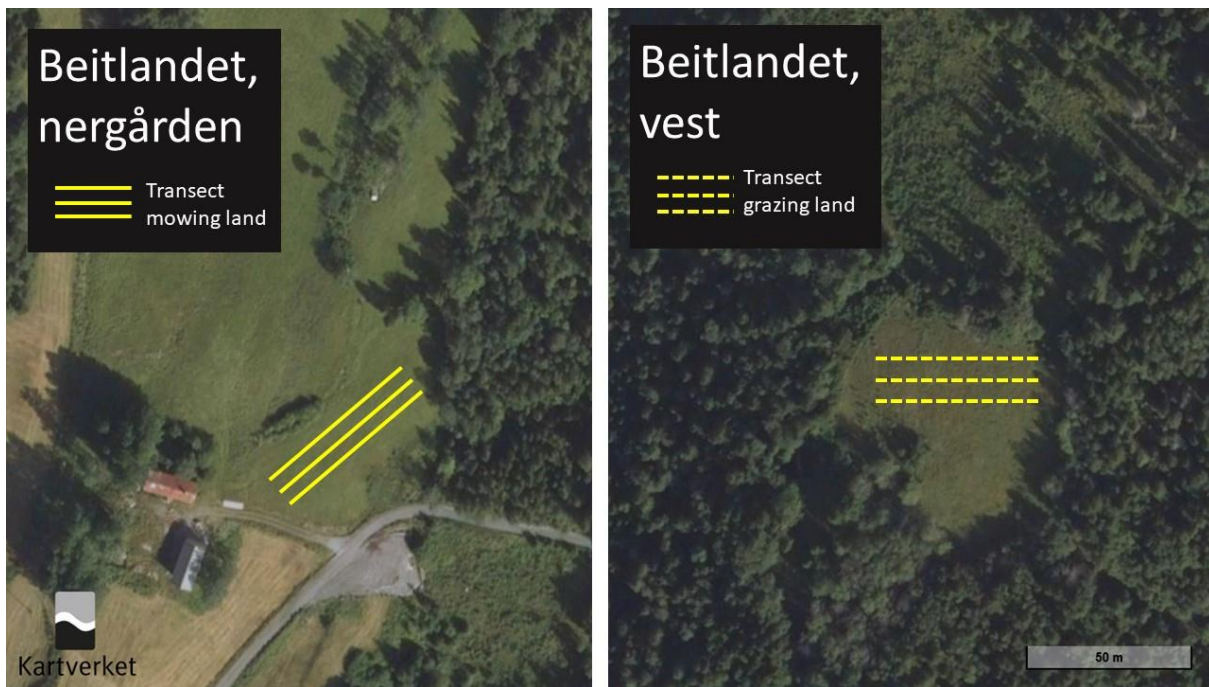 Beitlandet,
nergården
Transect
mowing land
Kartverket
Beitlandet,
vest
Transect
grazing land
50 m